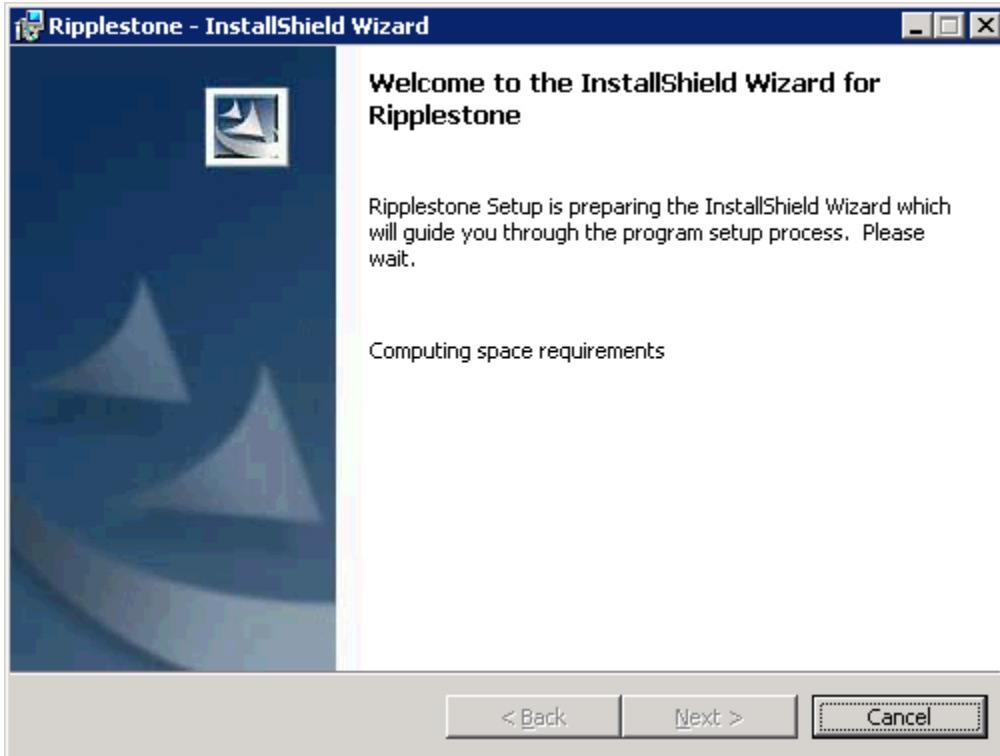 Ripplestone - InstallShield Wizard
Welcome to the InstallShield Wizard for
Ripplestone
Ripplestone Setup is preparing the InstallShield Wizard which
will guide you through the program setup process.  Please
wait.
Computing space requirements
< Back
Next >
Cancel